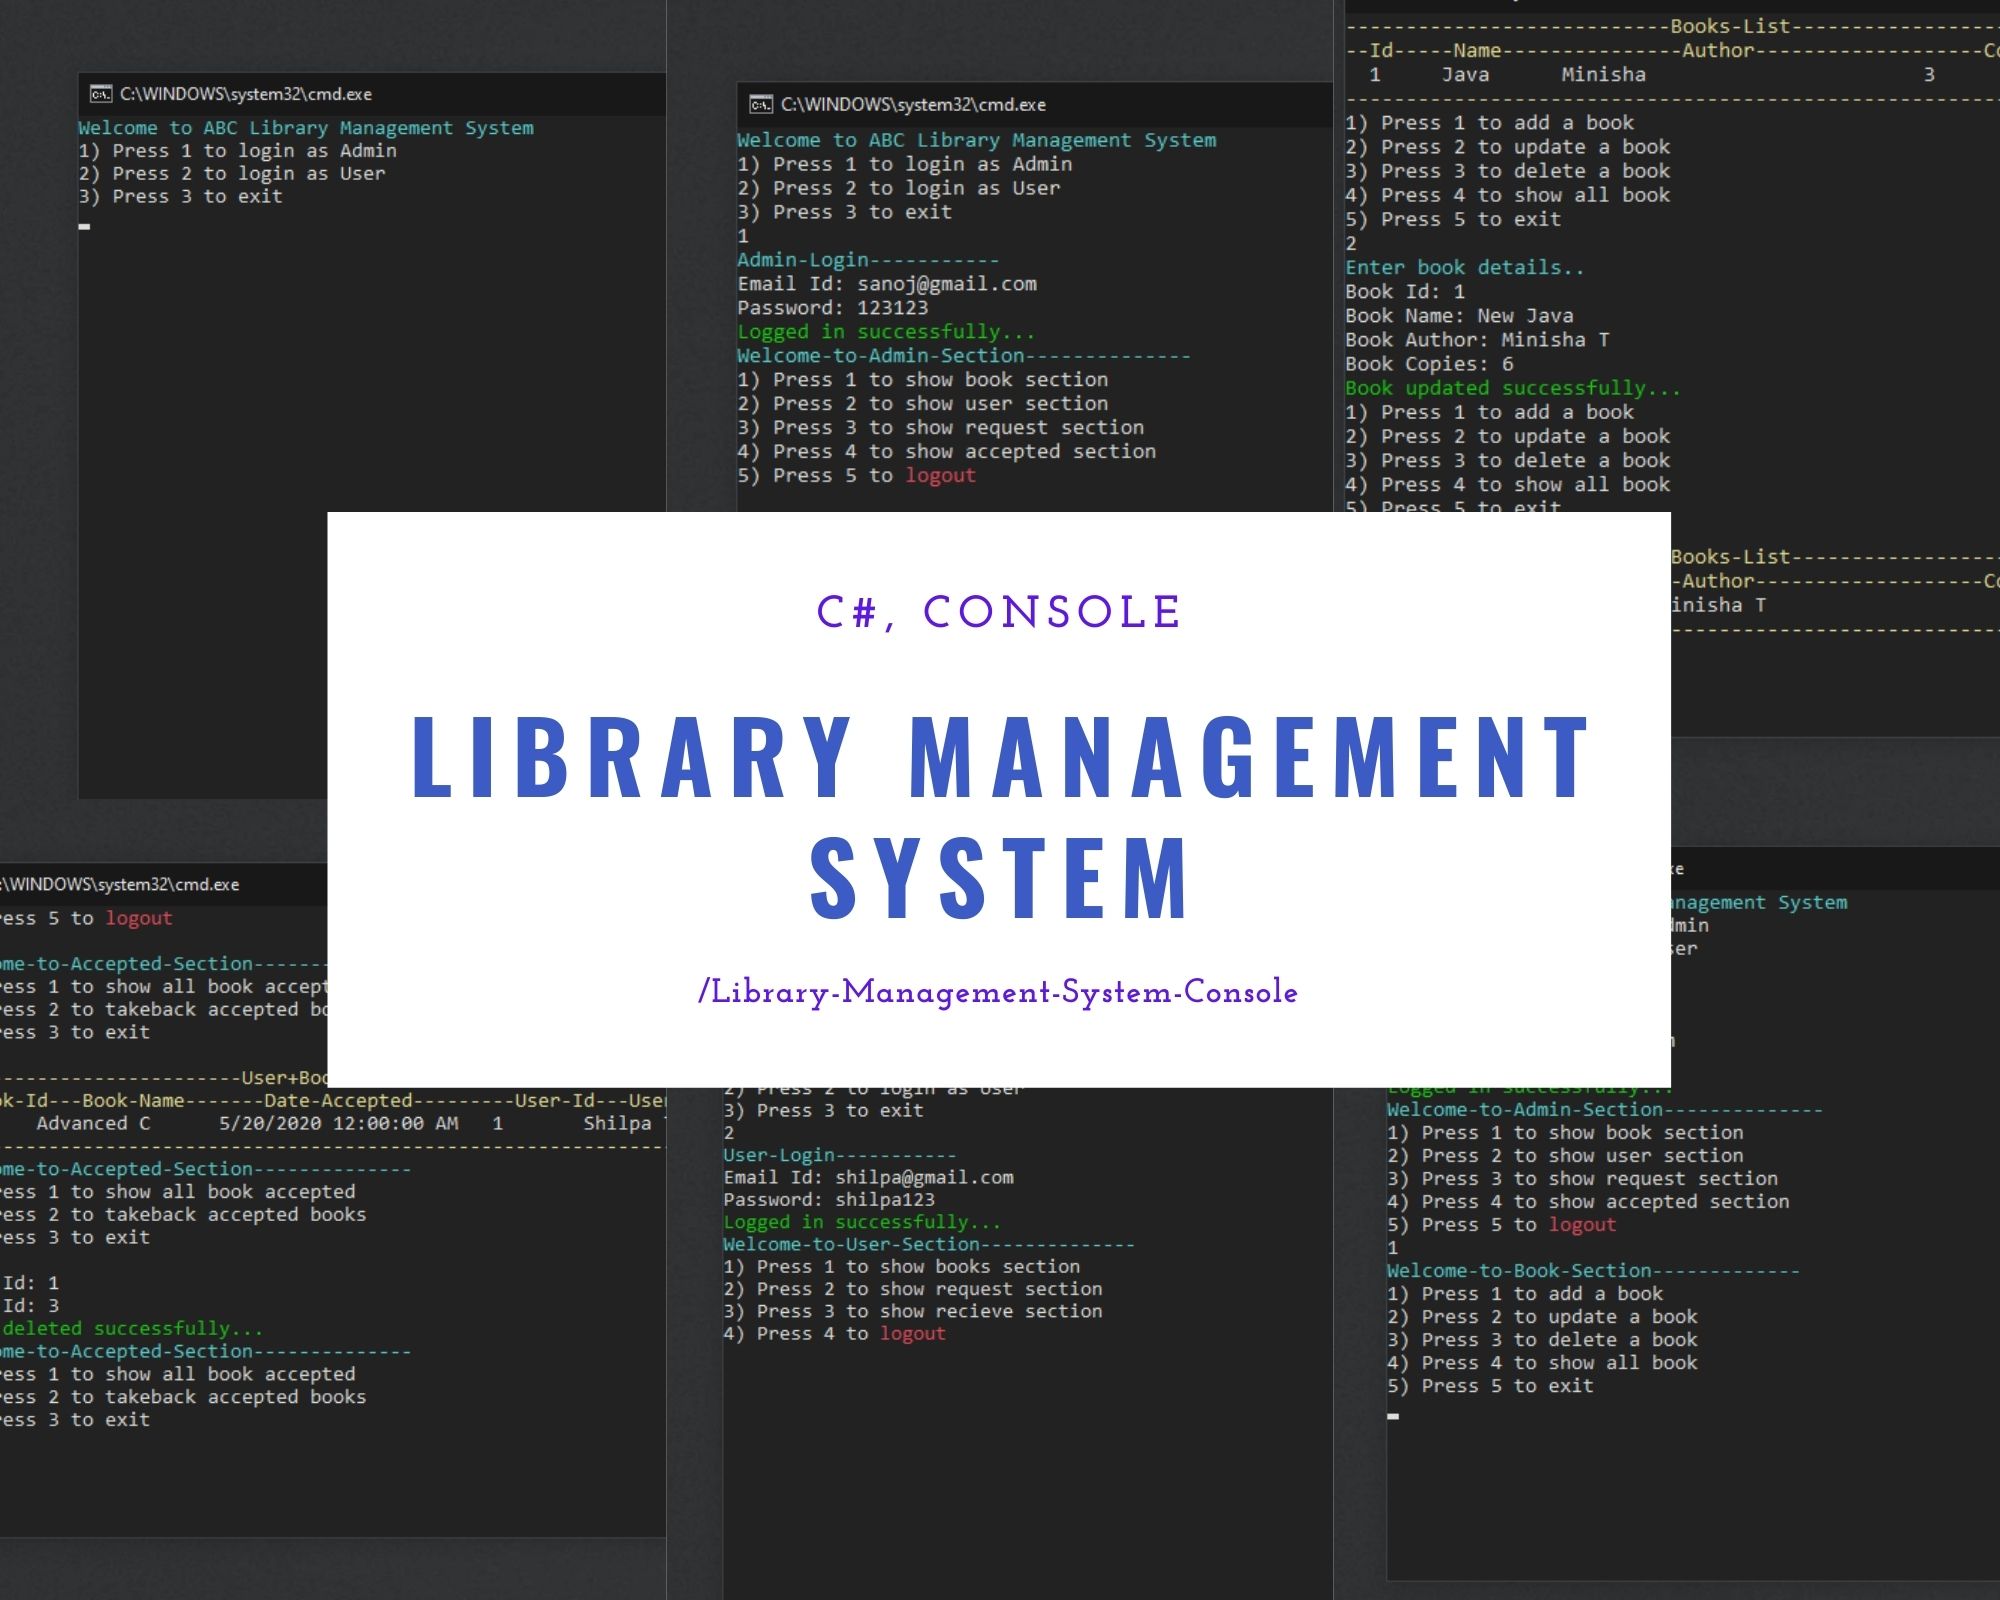 C:\WINDOWS\system32\cmd.exe
Welcome to ABC Library Management System
1) Press 1 to login as Admin
2) Press 2 to login as User
3) Press 3 to exit
C:\WINDOWS\system32\cmd.exe
Welcome to ABC Library Management System
1) Press 1 to login as Admin
2) Press 2 to login as User
3) Press 3 to exit
1
Admin-Login-----------
Email Id: sanoj@gmail.com
Password: 123123
Logged in successfully...
Welcome-to-Admin-Section--------------
1) Press 1 to show book section
2) Press 2 to show user section
3) Press 3 to show request section
4) Press 4 to show accepted section
5) Press 5 to logout
---------------------------Books-List------------------
--Id-----Name---------------Author-------------------Co
1 Java Minisha 3
1) Press 1 to add a book
2) Press 2 to update a book
3) Press 3 to delete a book
4) Press 4 to show all book
5) Press 5 to exit
2
Enter book details..
Book Id: 1
Book Name: New Java
Book Author: Minisha T
Book Copies: 6
Book updated successfully...
1) Press 1 to add a book
2) Press 2 to update a book
3) Press 3 to delete a book
4) Press 4 to show all book
5) Press 5 to exit
Books-List------------------
-Author-------------------Co
inisha T
C#, CONSOLE
LIBRARY MANAGEMENT
SYSTEM
/Library-Management-System-Console
:\WINDOWS\system32\cmd.exe
ress 5 to logout
ome-to-Accepted-Section-------
ress 1 to show all book accept
ress 2 to takeback accepted bo
ress 3 to exit
---------------------User+Boo
ok-Id---Book-Name-------Date-Accepted---------User-Id---User
Advanced C 5/20/2020 12:00:00 AM 1 Shilpa
ome-to-Accepted-Section--------------
ress 1 to show all book accepted
ress 2 to takeback accepted books
ress 3 to exit
Id: 1
Id: 3
deleted successfully...
ome-to-Accepted-Section--------------
ress 1 to show all book accepted
ress 2 to takeback accepted books
ress 3 to exit
2) Press 2 to login as User
3) Press 3 to exit
2
User-Login-----------
Email Id: shilpa@gmail.com
Password: shilpa123
Logged in successfully...
Welcome-to-User-Section--------------
1) Press 1 to show books section
2) Press 2 to show request section
3) Press 3 to show recieve section
4) Press 4 to logout
xe
anagement System
dmin
ser
Logged in successfully...
Welcome-to-Admin-Section--------------
1) Press 1 to show book section
2) Press 2 to show user section
3) Press 3 to show request section
4) Press 4 to show accepted section
5) Press 5 to logout
1
Welcome-to-Book-Section-------------
1) Press 1 to add a book
2) Press 2 to update a book
3) Press 3 to delete a book
4) Press 4 to show all book
5) Press 5 to exit